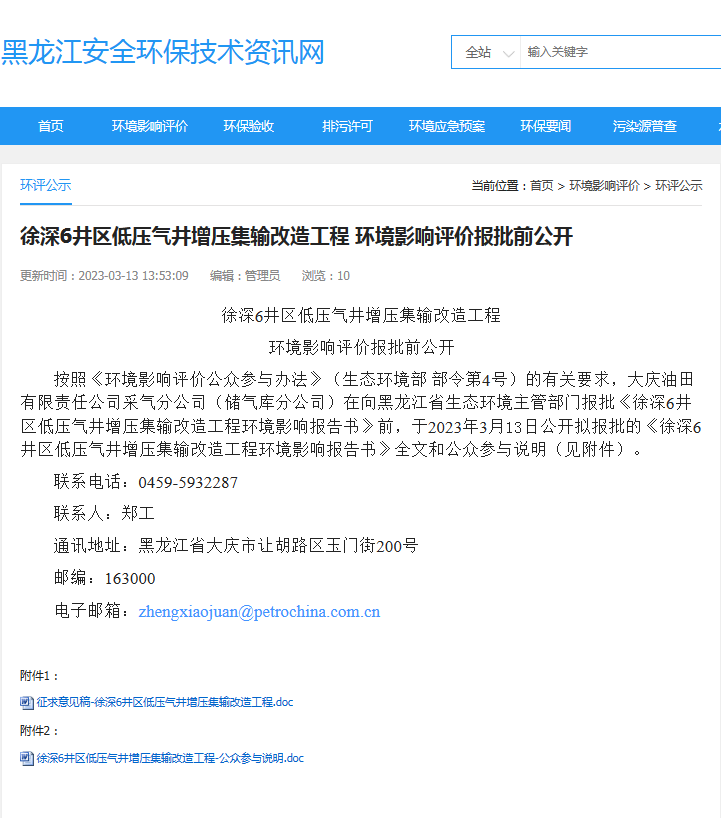 黑龙江安全环保技术资讯网
全站 输入关键字
首页 环境影响评价 环保验收 排污许可 环境应急预案 环保要闻 污染源普查
环评公示 当前位置：首页 > 环境影响评价 > 环评公示
徐深6井区低压气井增压集输改造工程 环境影响评价报批前公开
更新时间：2023-03-13 13:53:09 编辑：管理员 浏览：10
徐深6井区低压气井增压集输改造工程
环境影响评价报批前公开
按照《环境影响评价公众参与办法》（生态环境部 部令第4号）的有关要求，大庆油田
有限责任公司采气分公司（储气库分公司）在向黑龙江省生态环境主管部门报批《徐深6井
区低压气井增压集输改造工程环境影响报告书》前，于2023年3月13日公开拟报批的《徐深6
井区低压气井增压集输改造工程环境影响报告书》全文和公众参与说明（见附件）。
联系电话：0459-5932287
联系人：郑工
通讯地址：黑龙江省大庆市让胡路区玉门街200号
邮编：163000
电子邮箱：zhengxiaojuan@petrochina.com.cn
附件1：
征求意见稿-徐深6井区低压气井增压集输改造工程.doc
附件2：
徐深6井区低压气井增压集输改造工程-公众参与说明.doc